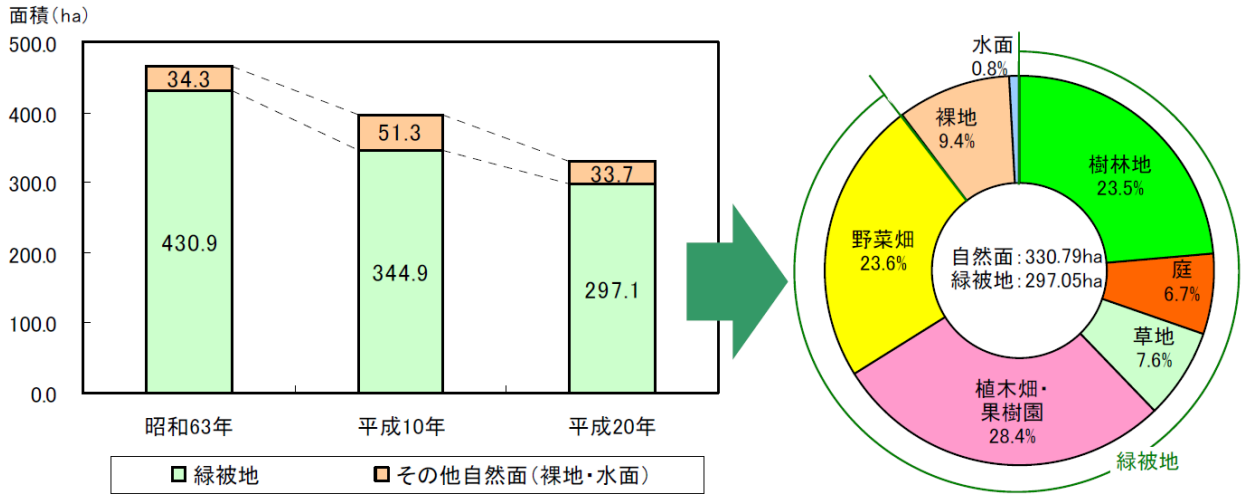 面積（ha）
500.0
400.0
300.0
200.0
100.0
0.0
34.3
430.9
51.3
344.9
33.7
297.1
昭和63年
平成10年
平成20年
緑被地
その他自然面（裸地・水面）
水面
0.8%
裸地
9.4%
樹林地
23.5%
野菜畑
23.6%
自然面：330.79ha
緑被地：297.05ha
庭
6.7%
草地
7.6%
植木畑・
果樹園
28.4%
緑被地